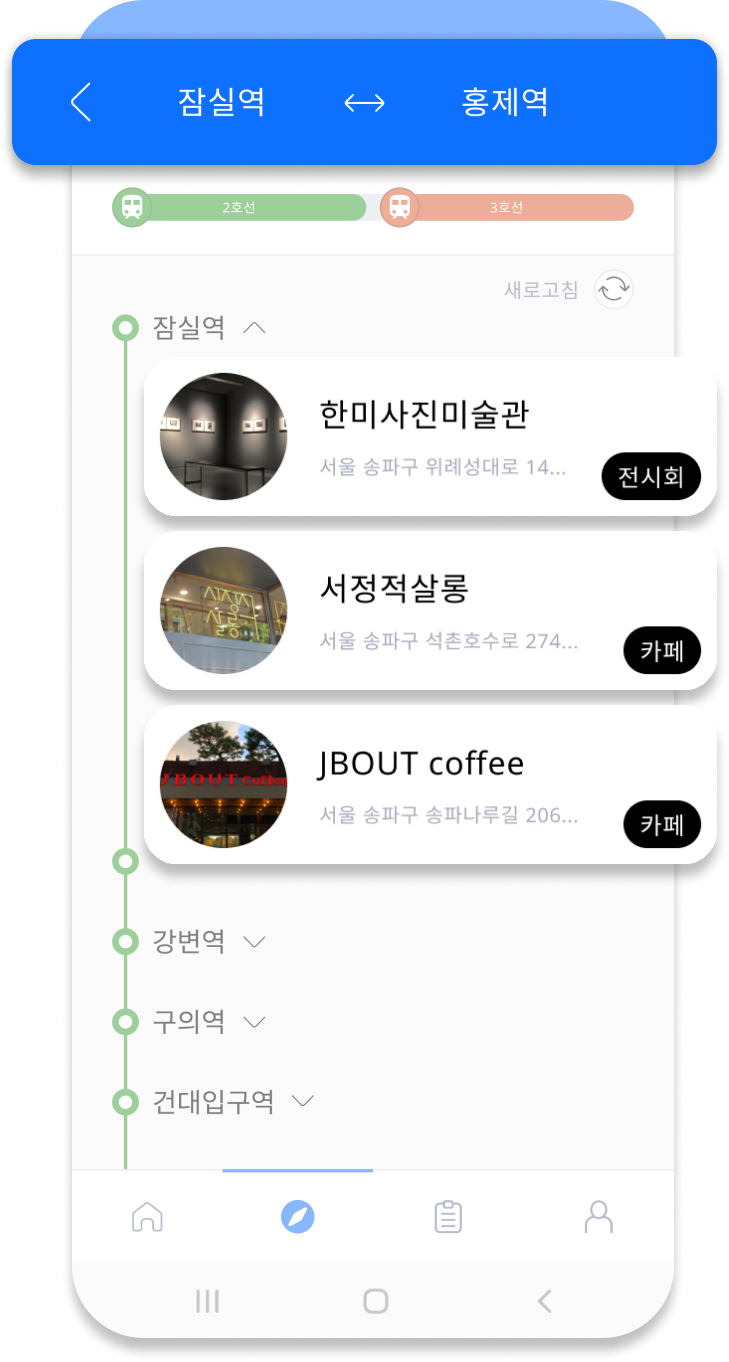 잠실역 홍제역
2호선 3호선
새로고침
잠실역
한미사진미술관
서울 송파구 위례성대로 14...
전시회
서정적살롱
서울 송파구 석촌호수로 274...
카페
JBOUT coffee
JBOUT Coffee
서울 송파구 송파나루길 206...
카페
강변역
구의역
건대입구역